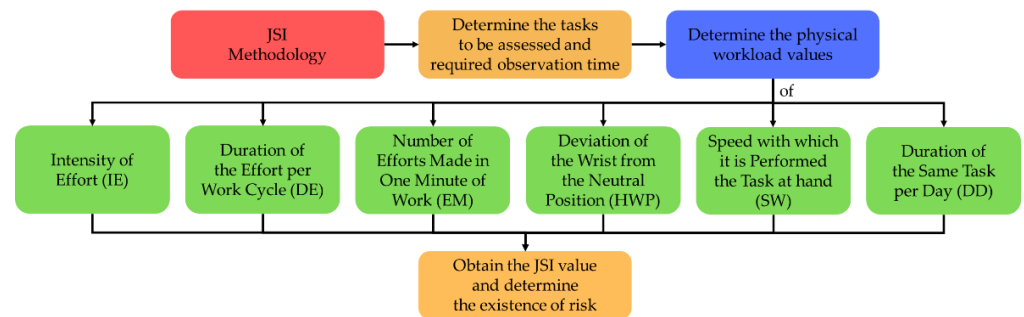 JSI
Methodology
Determine the tasks
to be assessed and
required observation time
Determine the physical
workload values
of
Intensity of
Effort (IE)
Duration of
the Effort per
Work Cycle (DE)
Number of
Efforts Made in
One Minute of
Work (EM)
Deviation of
the Wrist from
the Neutral
Position (HWP)
Speed with which
it is Performed
the Task at hand
(SW)
Duration of
the Same Task
per Day (DD)
Obtain the JSI value
and determine
the existence of risk